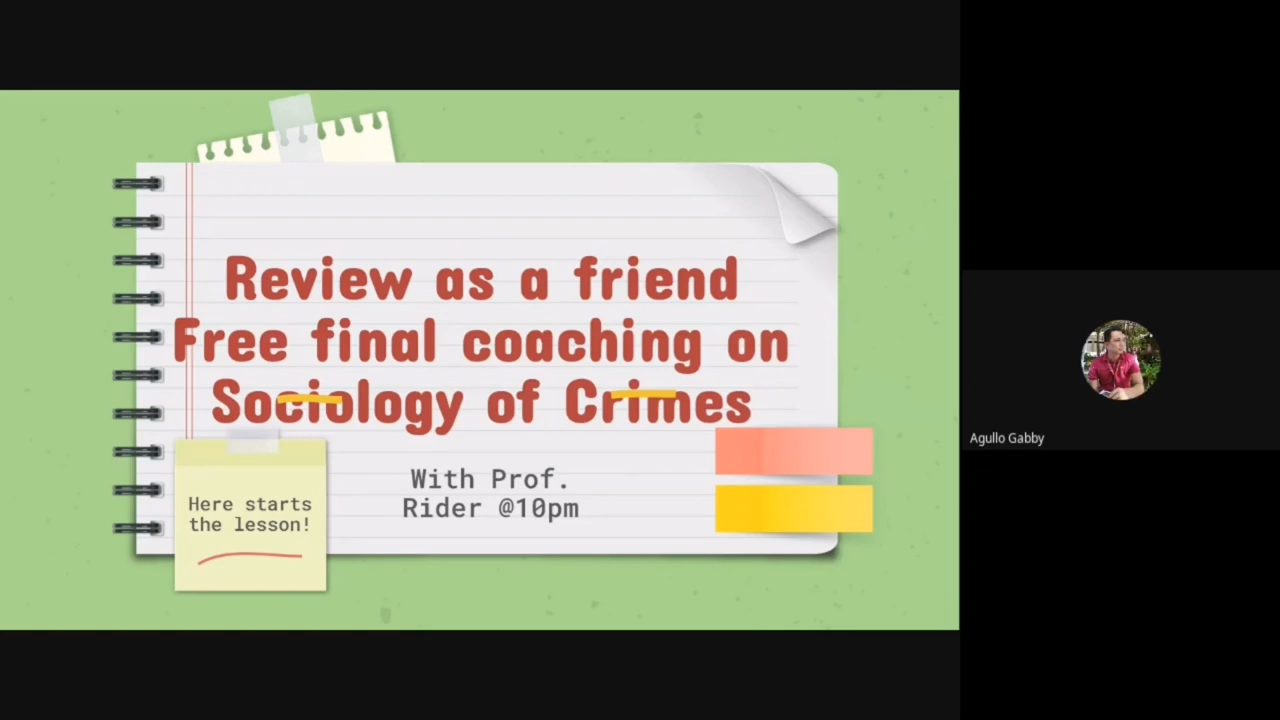 Review as a friend
Free final coaching on
Sociology of Crimes
With Prof.
Rider @10pm
Here starts
the lesson!
Agullo Gabby